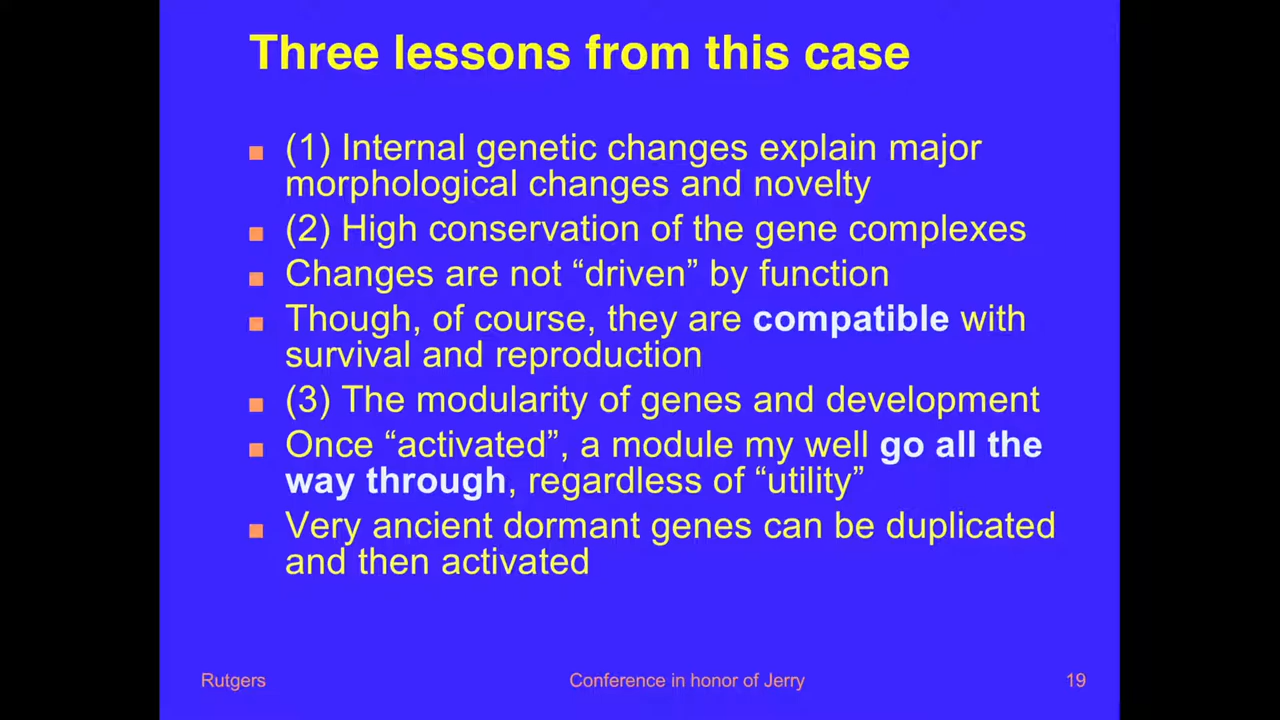 Three lessons from this case
(1) Internal genetic changes explain major
morphological changes and novelty
(2) High conservation of the gene complexes
Changes are not “driven” by function
Though, of course, they are compatible with
survival and reproduction
(3) The modularity of genes and development
Once “activated”, a module my well go all the
way through, regardless of “utility”
Very ancient dormant genes can be duplicated
and then activated
Rutgers
Conference in honor of Jerry
19